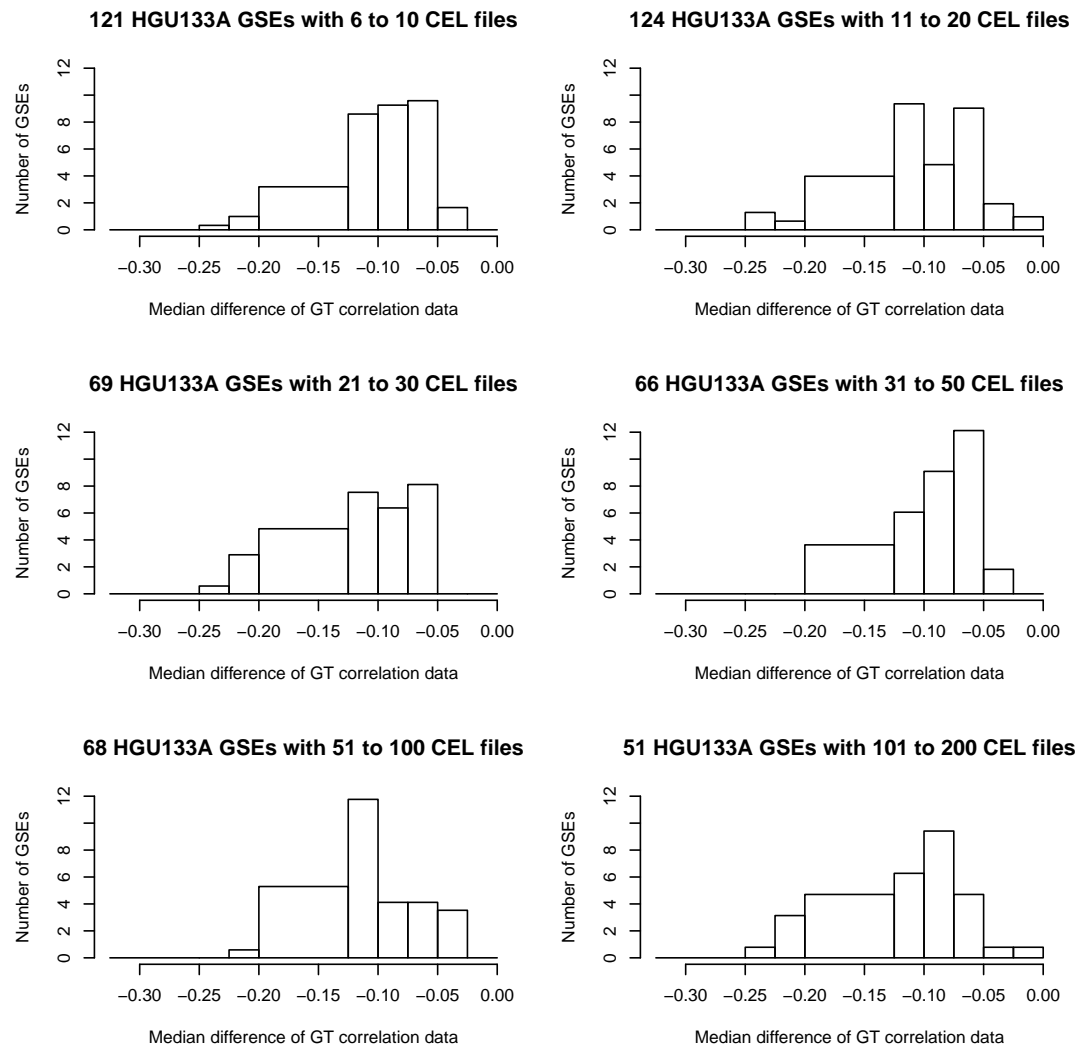 121 HGU133A GSEs with 6 to 10 CEL files
Number of GSEs
0 2 4 6 8 12
−0.30 −0.25 −0.20 −0.15 −0.10 −0.05 0.00
Median difference of GT correlation data
124 HGU133A GSEs with 11 to 20 CEL files
Number of GSEs
0 2 4 6 8 12
−0.30 −0.25 −0.20 −0.15 −0.10 −0.05 0.00
Median difference of GT correlation data
69 HGU133A GSEs with 21 to 30 CEL files
Number of GSEs
0 2 4 6 8 12
−0.30 −0.25 −0.20 −0.15 −0.10 −0.05 0.00
Median difference of GT correlation data
66 HGU133A GSEs with 31 to 50 CEL files
Number of GSEs
0 2 4 6 8 12
−0.30 −0.25 −0.20 −0.15 −0.10 −0.05 0.00
Median difference of GT correlation data
68 HGU133A GSEs with 51 to 100 CEL files
Number of GSEs
0 2 4 6 8 12
−0.30 −0.25 −0.20 −0.15 −0.10 −0.05 0.00
Median difference of GT correlation data
51 HGU133A GSEs with 101 to 200 CEL files
Number of GSEs
0 2 4 6 8 12
−0.30 −0.25 −0.20 −0.15 −0.10 −0.05 0.00
Median difference of GT correlation data